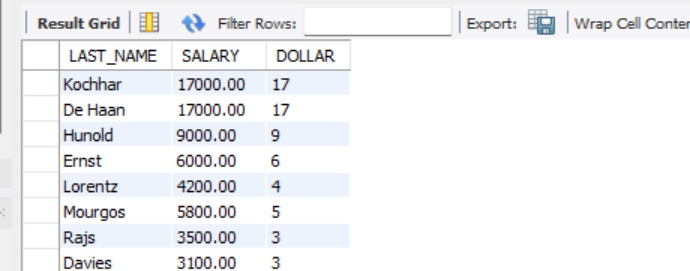 Result Grid Filter Rows: Export: Wrap Cell Conter
LAST_NAME SALARY DOLLAR
Kochhar 17000.00 17
De Haan 17000.00 17
Hunold 9000.00 9
Ernst 6000.00 6
Lorentz 4200.00 4
Mourgos 5800.00 5
Rajs 3500.00 3
Davies 3100.00 3